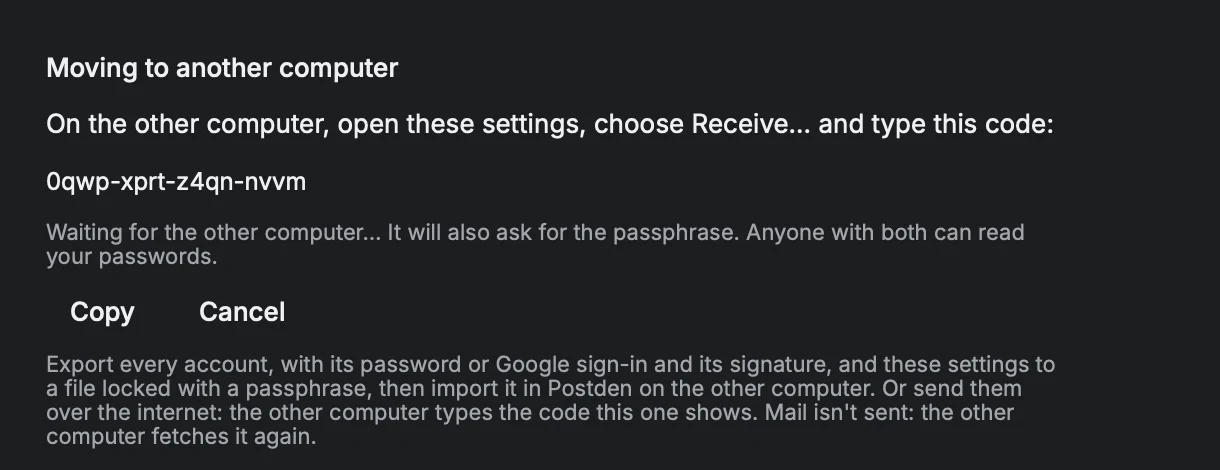 Moving to another computer
On the other computer, open these settings, choose Receive... and type this code:
0qwp-xprt-z4qn-nvvm
Waiting for the other computer... It will also ask for the passphrase. Anyone with both can read
your passwords.
Copy Cancel
Export every account, with its password or Google sign-in and its signature, and these settings to
a file locked with a passphrase, then import it in Postden on the other computer. Or send them
over the internet: the other computer types the code this one shows. Mail isn't sent: the other
computer fetches it again.